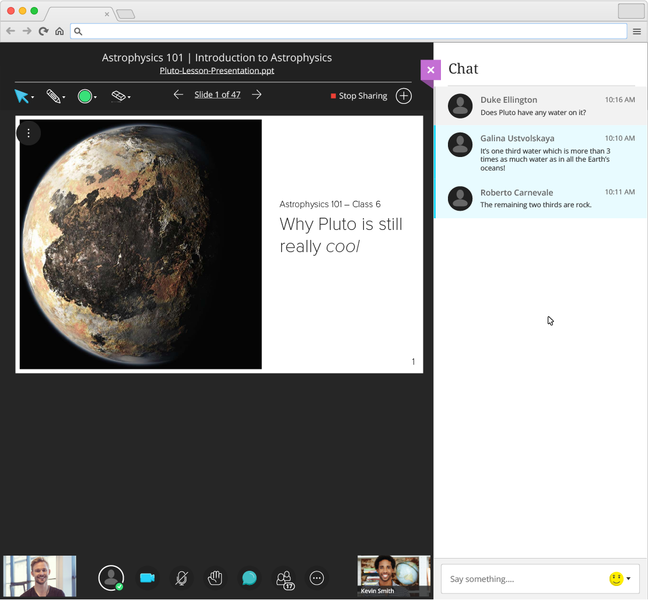 Astrophysics 101 | Introduction to Astrophysics
Pluto-Lesson-Presentation.ppt
Slide 1 of 47
Stop Sharing
Astrophysics 101 – Class 6
Why Pluto is still
really cool
1
17
Kevin Smith
Chat
Duke Ellington 10:16 AM
Does Pluto have any water on it?
Galina Ustvolskaya 10:10 AM
It's one third water which is more than 3
times as much water as in all the Earth's
oceans!
Roberto Carnevale 10:11 AM
The remaining two thirds are rock.
Say something....